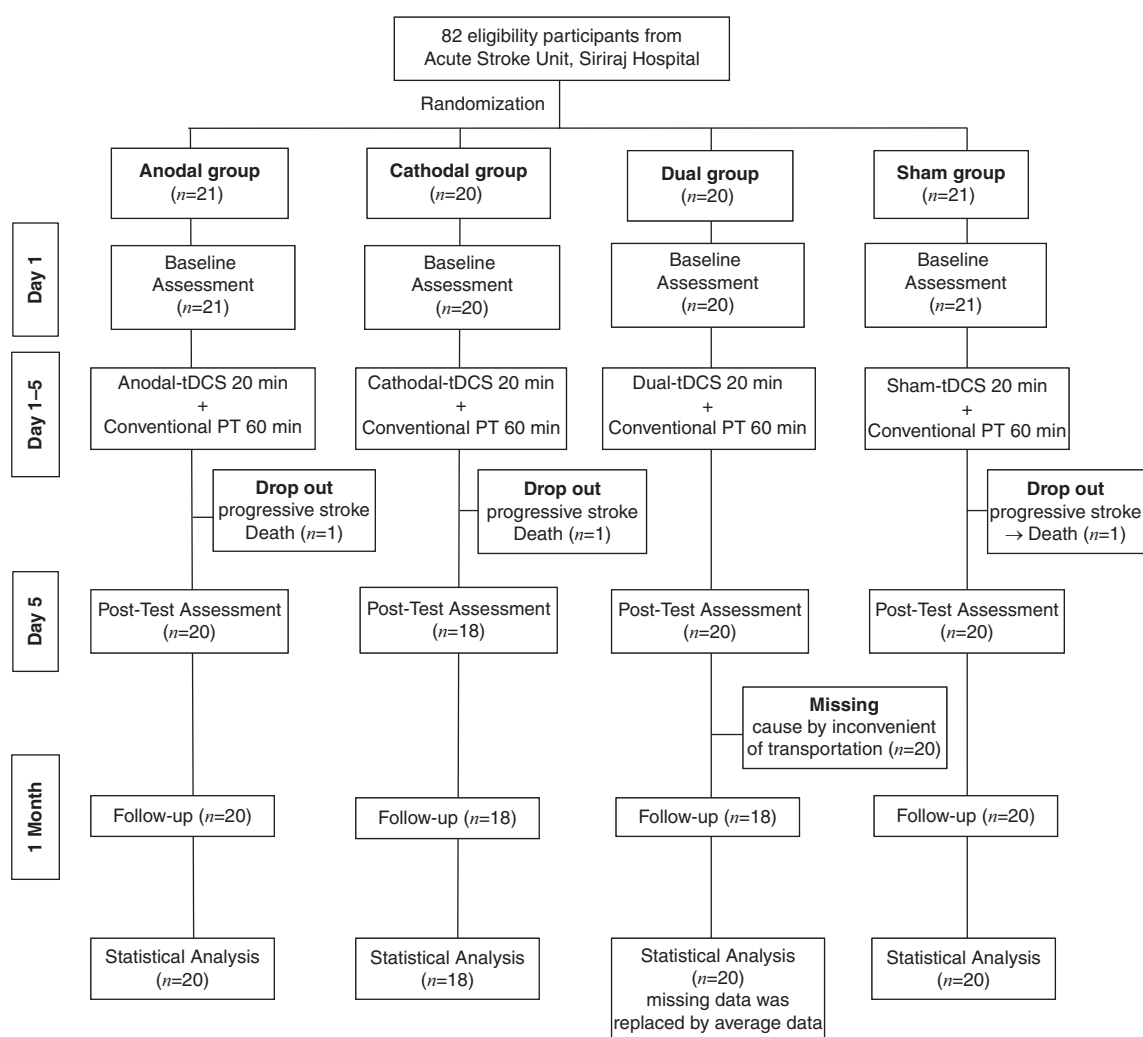 82 eligibility participants from
Acute Stroke Unit, Siriraj Hospital
Randomization
Anodal group
(n=21)
Cathodal group
(n=20)
Dual group
(n=20)
Sham group
(n=21)
Day 1
Baseline
Assessment
(n=21)
Baseline
Assessment
(n=20)
Baseline
Assessment
(n=20)
Baseline
Assessment
(n=21)
Day 1–5
Anodal-tDCS 20 min
+
Conventional PT 60 min
Cathodal-tDCS 20 min
+
Conventional PT 60 min
Dual-tDCS 20 min
+
Conventional PT 60 min
Sham-tDCS 20 min
+
Conventional PT 60 min
Drop out
progressive stroke
Death (n=1)
Drop out
progressive stroke
Death (n=1)
Drop out
progressive stroke
→ Death (n=1)
Day 5
Post-Test Assessment
(n=20)
Post-Test Assessment
(n=18)
Post-Test Assessment
(n=20)
Post-Test Assessment
(n=20)
Missing
cause by inconvenient
of transportation (n=20)
1 Month
Follow-up (n=20)
Follow-up (n=18)
Follow-up (n=18)
Follow-up (n=20)
Statistical Analysis
(n=20)
Statistical Analysis
(n=18)
Statistical Analysis
(n=20)
missing data was
replaced by average data
Statistical Analysis
(n=20)